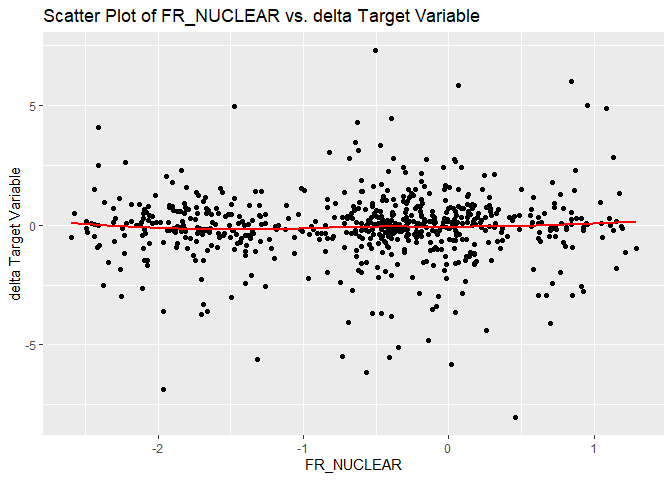 Scatter Plot of FR_NUCLEAR vs. delta Target Variable
delta Target Variable
5
0
-5
-2
-1
0
1
FR_NUCLEAR